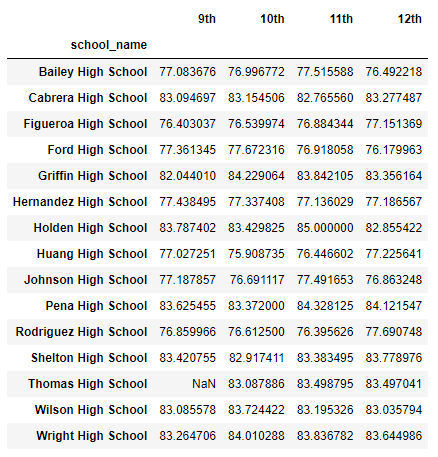 9th 10th 11th 12th
school_name
Bailey High School 77.083676 76.996772 77.515588 76.492218
Cabrera High School 83.094697 83.154506 82.765560 83.277487
Figueroa High School 76.403037 76.539974 76.884344 77.151369
Ford High School 77.361345 77.672316 76.918058 76.179963
Griffin High School 82.044010 84.229064 83.842105 83.356164
Hernandez High School 77.438495 77.337408 77.136029 77.186567
Holden High School 83.787402 83.429825 85.000000 82.855422
Huang High School 77.027251 75.908735 76.446602 77.225641
Johnson High School 77.187857 76.691117 77.491653 76.863248
Pena High School 83.625455 83.372000 84.328125 84.121547
Rodriguez High School 76.859966 76.612500 76.395626 77.690748
Shelton High School 83.420755 82.917411 83.383495 83.778976
Thomas High School NaN 83.087886 83.498795 83.497041
Wilson High School 83.085578 83.724422 83.195326 83.035794
Wright High School 83.264706 84.010288 83.836782 83.644986